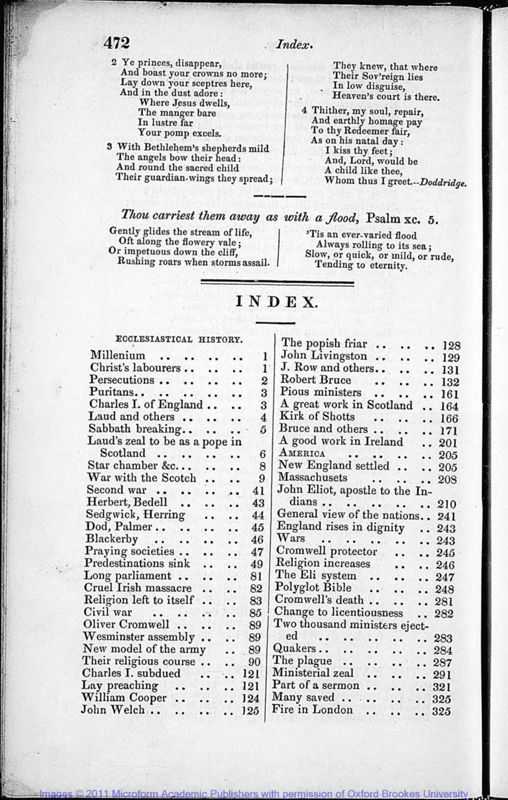 472 Index.
2 Ye princes, disappear,
And boast your crowns no more;
Lay down your sceptres here,
And in the dust adore:
Where Jesus dwells,
The manger bare
In lustre far
Your pomp excels.
3 With Bethlehem's shepherds mild
The angels bow their head:
And round the sacred child
Their guardian-wings they spread;
They knew, that where
Their Sov'reign lies
In low disguise,
Heaven's court is there.
4 Thither, my soul, repair,
And earthly homage pay
To thy Redeemer fair,
As on his natal day:
I kiss thy feet;
And, Lord, would be
A child like thee,
Whom thus I greet.--Doddridge.
Thou carriest them away as with a flood, Psalm xc. 5.
Gently glides the stream of life,
Oft along the flowery vale;
Or impetuous down the cliff,
Rushing roars when storms assail.
'Tis an ever-varied flood
Always rolling to its sea;
Slow, or quick, or mild, or rude,
Tending to eternity.
INDEX.
ECCLESIASTICAL HISTORY.
Millenium .. .. .. .. .. 1
Christ's labourers .. .. .. 1
Persecutions .. .. .. .. 2
Puritans.. .. .. .. .. 3
Charles I. of England .. .. 3
Laud and others .. .. .. 4
Sabbath breaking.. .. .. 5
Laud's zeal to be as a pope in
Scotland .. .. .. .. 6
Star chamber &c... .. .. 8
War with the Scotch .. .. 9
Second war .. .. .. .. 41
Herbert, Bedell .. .. .. 43
Sedgwick, Herring .. .. 44
Dod, Palmer .. .. .. .. 45
Blackerby .. .. .. .. 46
Praying societies .. .. .. 47
Predestinations sink .. .. 49
Long parliament .. .. .. 81
Cruel Irish massacre .. .. 82
Religion left to itself .. .. 83
Civil war .. .. .. .. 85
Oliver Cromwell .. .. .. 89
Wesminster assembly .. .. 89
New model of the army .. 89
Their religious course .. .. 90
Charles I. subdued .. .. 121
Lay preaching .. .. .. 121
William Cooper .. .. .. 124
John Welch .. .. .. .. 125
The popish friar .. .. .. 128
John Livingston .. .. .. 129
J. Row and others.. .. .. 131
Robert Bruce .. .. .. 132
Pious ministers .. .. .. 161
A great work in Scotland .. 164
Kirk of Shotts .. .. .. 166
Bruce and others .. .. .. 171
A good work in Ireland .. 201
AMERICA .. .. .. .. 205
New England settled .. .. 205
Massachusets .. .. .. 208
John Eliot, apostle to the In-
dians .. .. .. .. .. 210
General view of the nations.. 241
England rises in dignity .. 243
Wars .. .. .. .. .. 243
Cromwell protector .. .. 245
Religion increases .. .. 246
The Eli system .. .. .. 247
Polyglot Bible .. .. .. 248
Cromwell's death .. .. .. 281
Change to licentiousness .. 282
Two thousand ministers eject-
ed .. .. .. .. .. 283
Quakers.. .. .. .. .. 284
The plague .. .. .. .. 287
Ministerial zeal .. .. .. 291
Part of a sermon .. .. .. 321
Many saved .. .. .. .. 325
Fire in London .. .. .. 325
Images © 2011 Microform Academic Publishers with permission of Oxford Brookes University